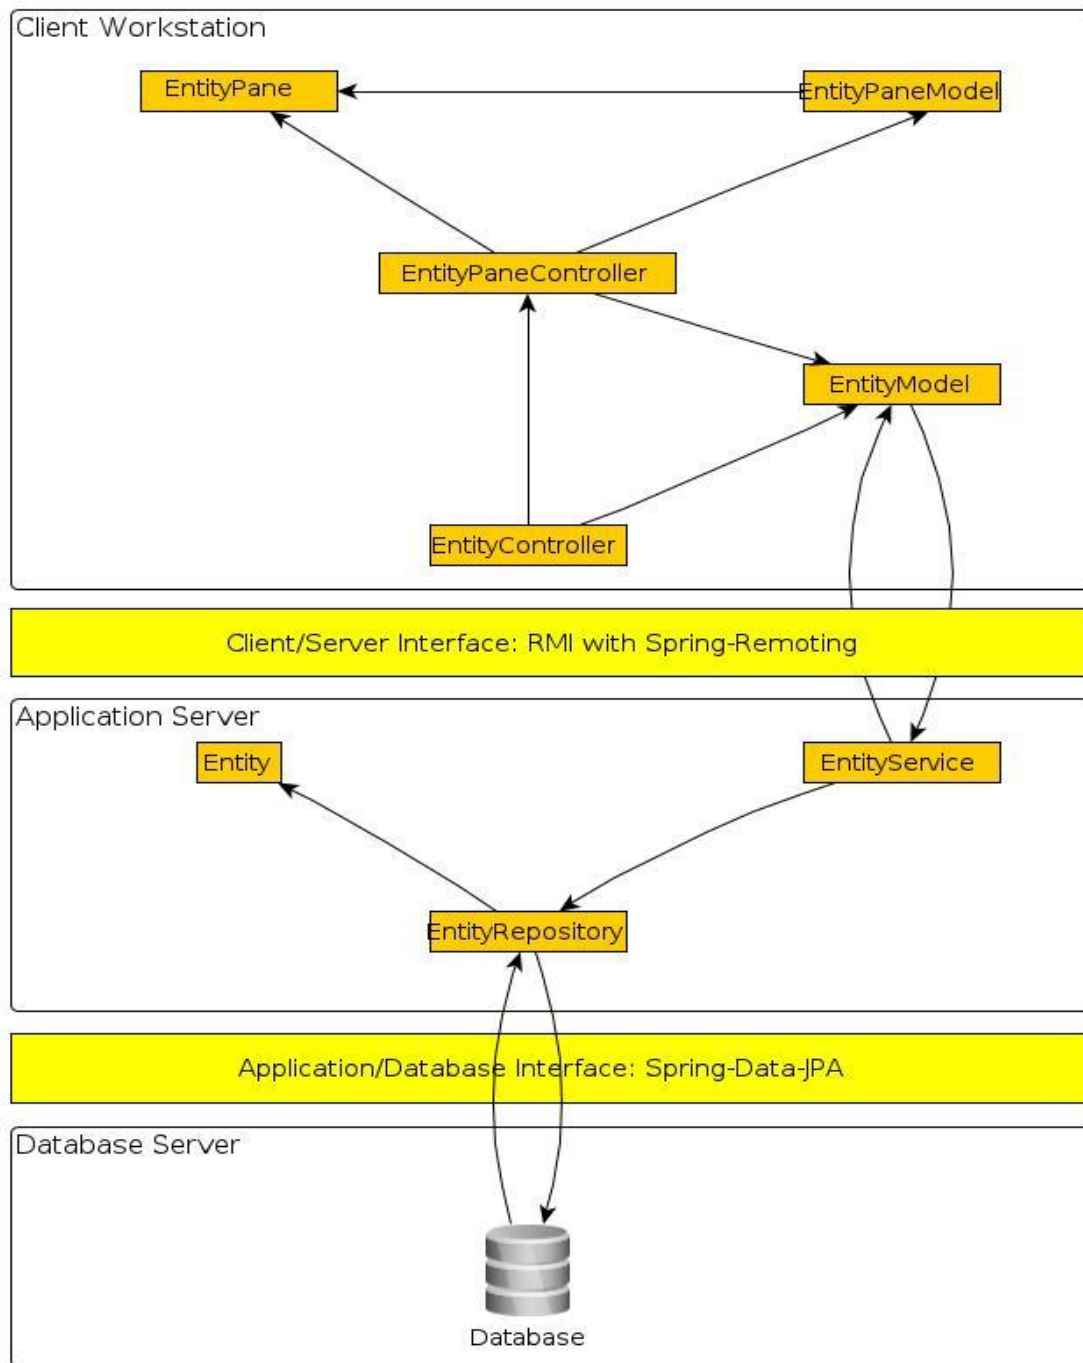 Client Workstation
EntityPane
EntityPaneModel
EntityPaneController
EntityModel
EntityController
Client/Server Interface: RMI with Spring-Remoting
Application Server
Entity
EntityService
EntityRepository
Application/Database Interface: Spring-Data-JPA
Database Server
Database